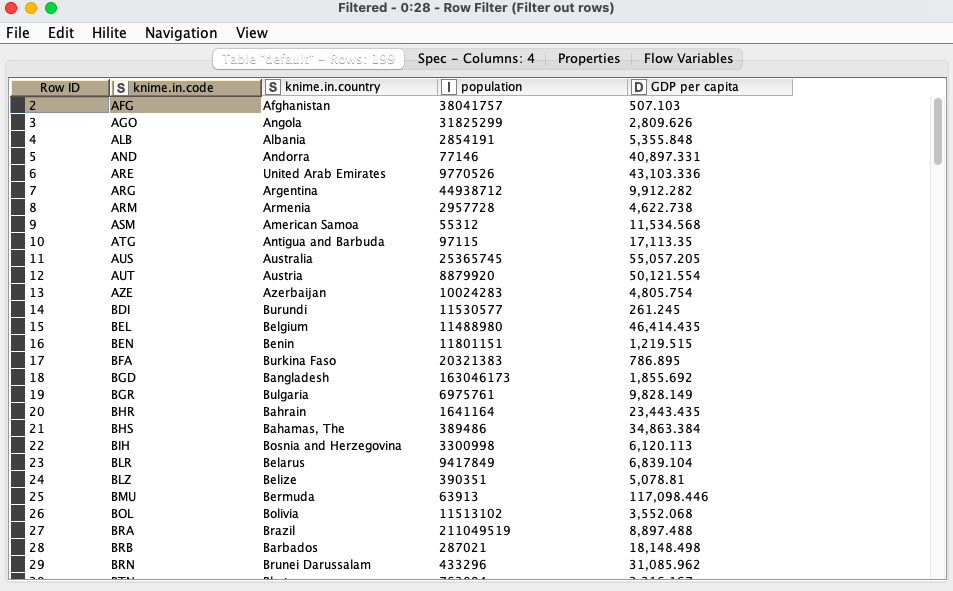 Filtered - 0:28 - Row Filter (Filter out rows)
File Edit Hilite Navigation View
Table "default" - Rows: 199 Spec - Columns: 4 Properties Flow Variables
Row ID S knime.in.code S knime.in.country I population D GDP per capita
2 AFG Afghanistan 38041757 507.103
3 AGO Angola 31825299 2,809.626
4 ALB Albania 2854191 5,355.848
5 AND Andorra 77146 40,897.331
6 ARE United Arab Emirates 9770526 43,103.336
7 ARG Argentina 44938712 9,912.282
8 ARM Armenia 2957728 4,622.738
9 ASM American Samoa 55312 11,534.568
10 ATG Antigua and Barbuda 97115 17,113.35
11 AUS Australia 25365745 55,057.205
12 AUT Austria 8879920 50,121.554
13 AZE Azerbaijan 10024283 4,805.754
14 BDI Burundi 11530577 261.245
15 BEL Belgium 11488980 46,414.435
16 BEN Benin 11801151 1,219.515
17 BFA Burkina Faso 20321383 786.895
18 BGD Bangladesh 163046173 1,855.692
19 BGR Bulgaria 6975761 9,828.149
20 BHR Bahrain 1641164 23,443.435
21 BHS Bahamas, The 389486 34,863.384
22 BIH Bosnia and Herzegovina 3300998 6,120.113
23 BLR Belarus 9417849 6,839.104
24 BLZ Belize 390351 5,078.81
25 BMU Bermuda 63913 117,098.446
26 BOL Bolivia 11513102 3,552.068
27 BRA Brazil 211049519 8,897.488
28 BRB Barbados 287021 18,148.498
29 BRN Brunei Darussalam 433296 31,085.962